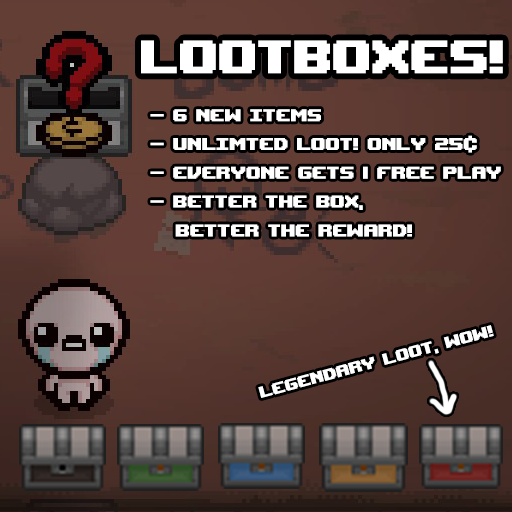 LOOTBOXES!
- 6 NEW ITEMS
- UNLIMTED LOOT! ONLY 25¢
- EVERYONE GETS 1 FREE PLAY
- BETTER THE BOX,
BETTER THE REWARD!
LEGENDARY LOOT, WOW!